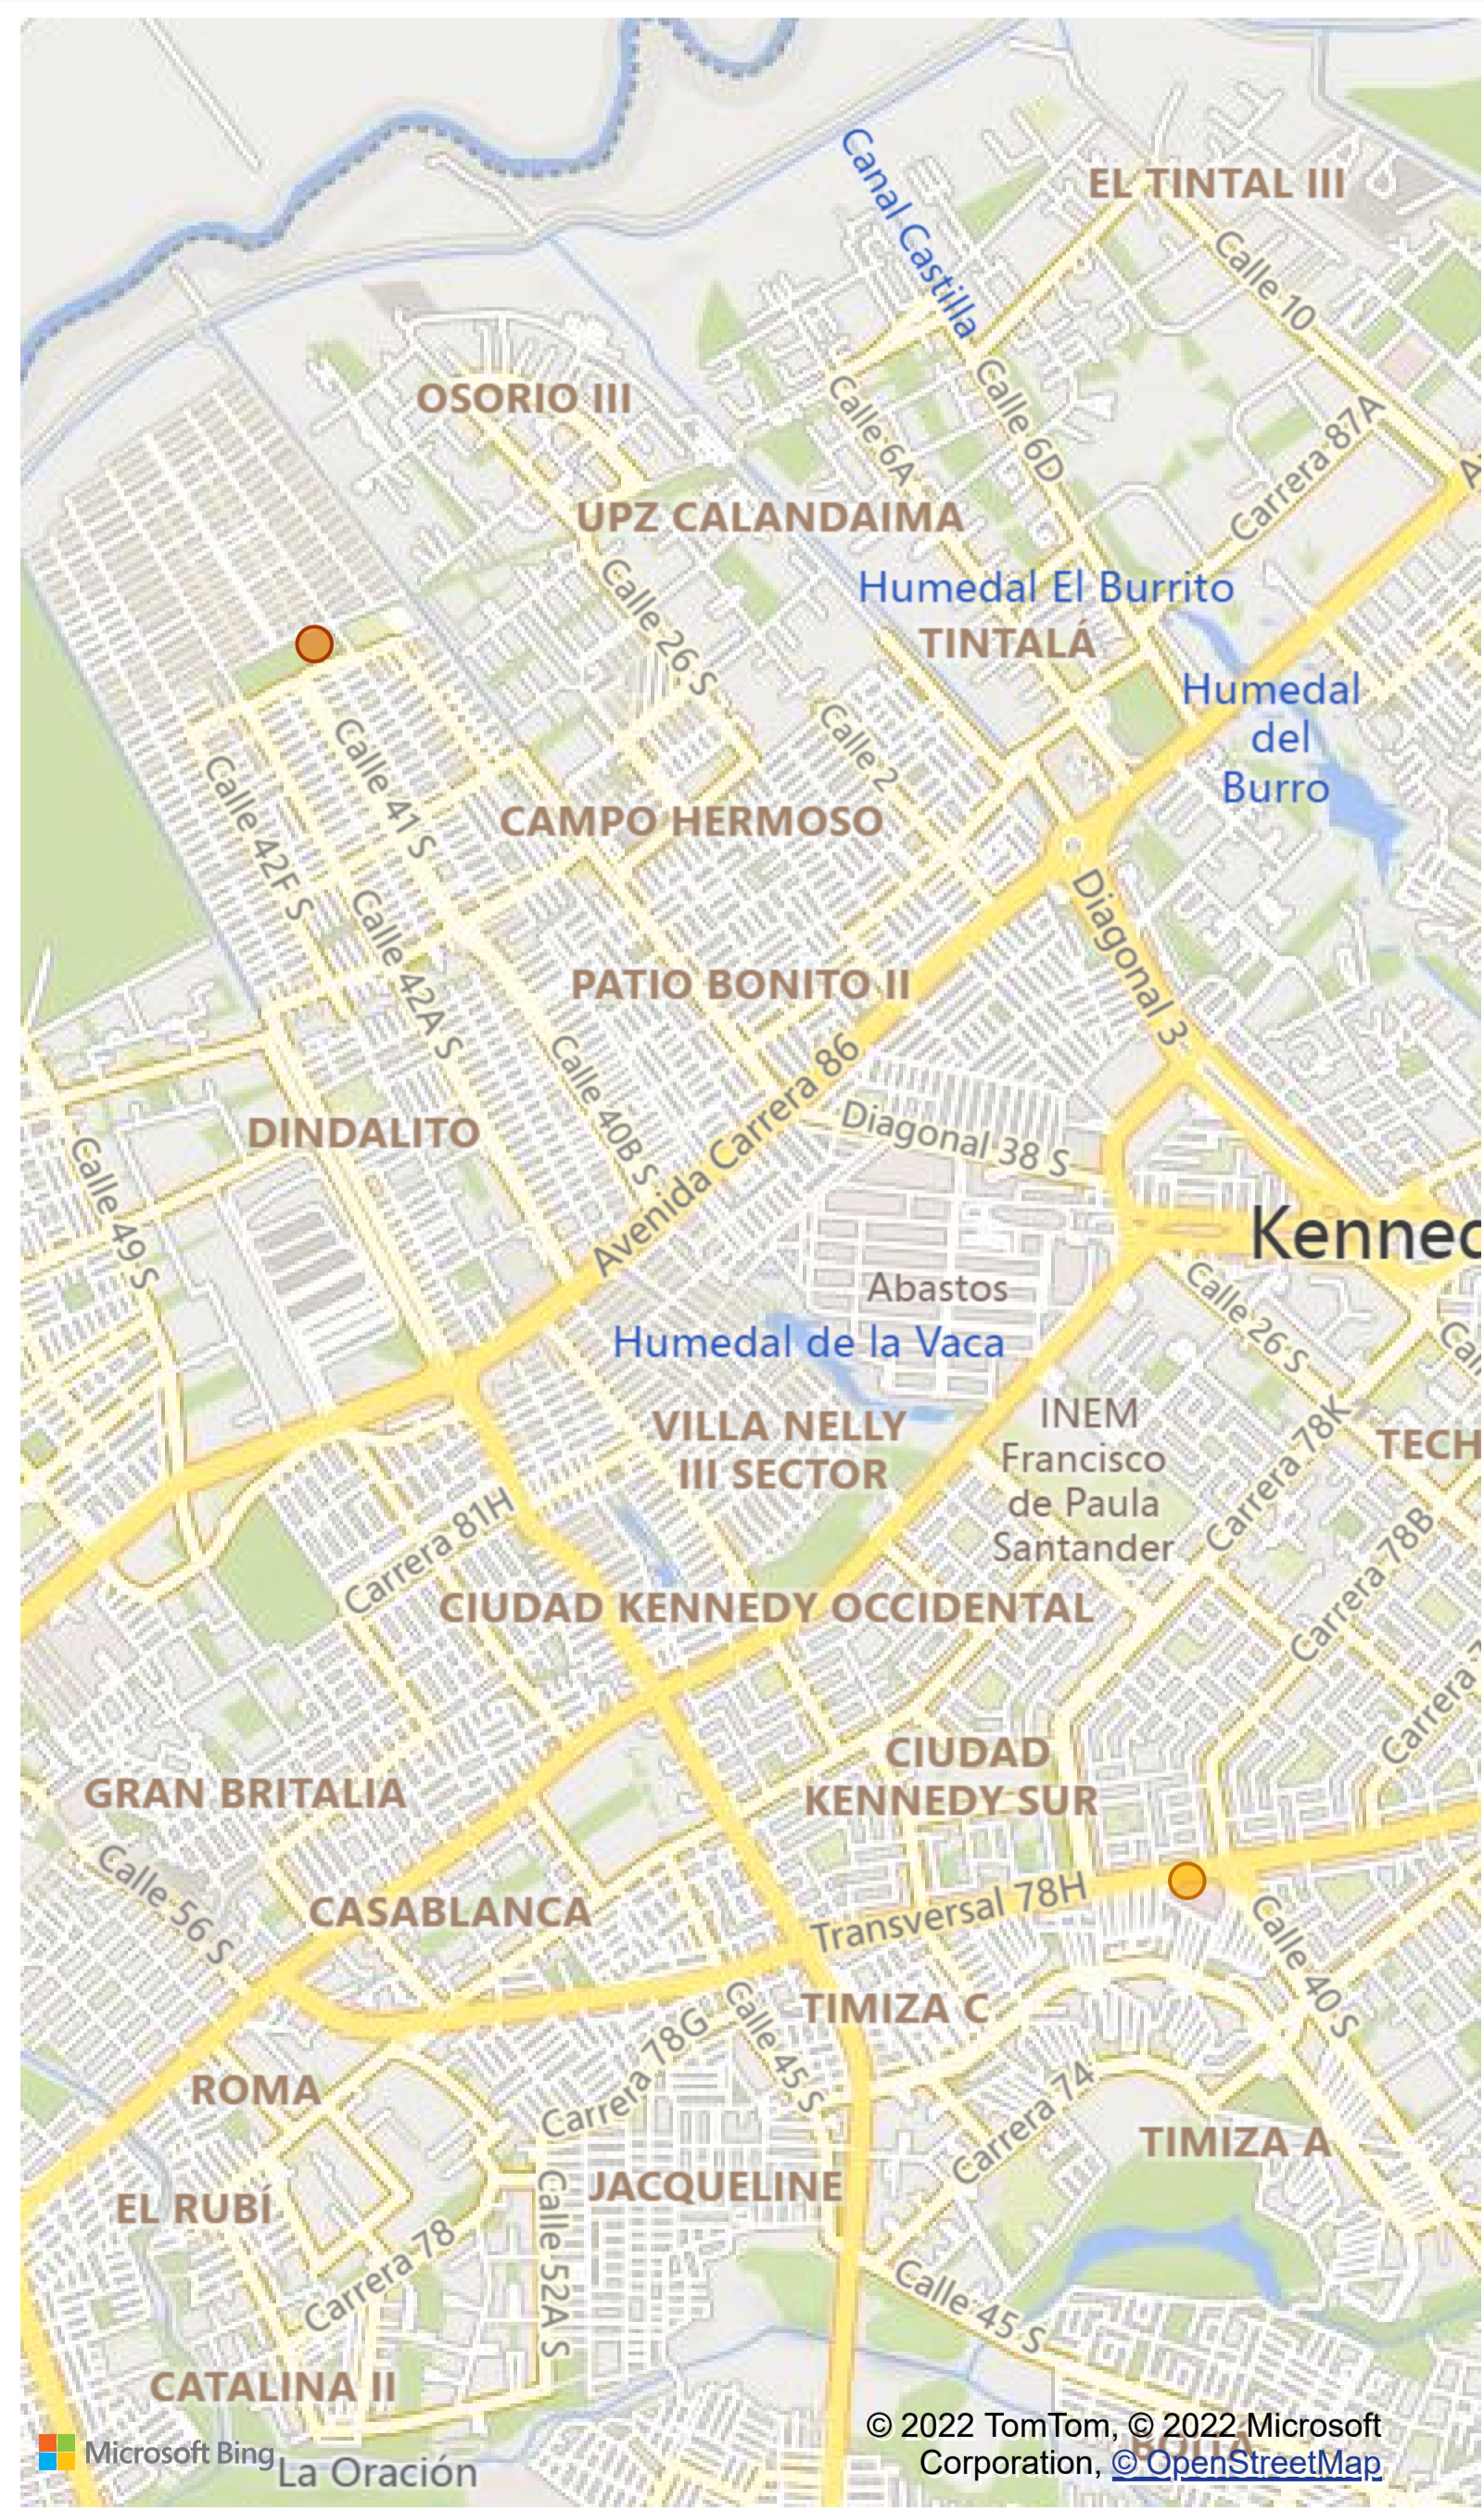 Canal Castilla
EL TINTAL III
Calle 10
OSORIO III
Calle 6A
Calle 6D
Carrera 87A
UPZ CALANDAIMA
Calle 26 S
Humedal El Burrito
TINTALÁ
Humedal
del
Burro
Calle 2
Calle 41 S
Calle 42F S
CAMPO HERMOSO
Calle 42A S
Diagonal 3
PATIO BONITO II
Calle 40B S
Avenida Carrera 86
Diagonal 38 S
DINDALITO
Calle 49 S
Kennec
Abastos
Calle 26 S
Humedal de la Vaca
INEM
Francisco
de Paula
Santander
Carrera 78K
TECH
VILLA NELLY
III SECTOR
Carrera 81H
Carrera 78B
CIUDAD KENNEDY OCCIDENTAL
Carrera
CIUDAD
KENNEDY SUR
GRAN BRITALIA
Calle 56 S
CASABLANCA
Transversal 78H
Calle 40 S
Calle 45 S
TIMIZA C
Carrera 78G
ROMA
Carrera 74
TIMIZA A
JACQUELINE
EL RUBÍ
Calle 52A S
Carrera 78
Calle 45 S
CATALINA II
© 2022 TomTom, © 2022 Microsoft
Corporation, © OpenStreetMap
Microsoft Bing
La Oración